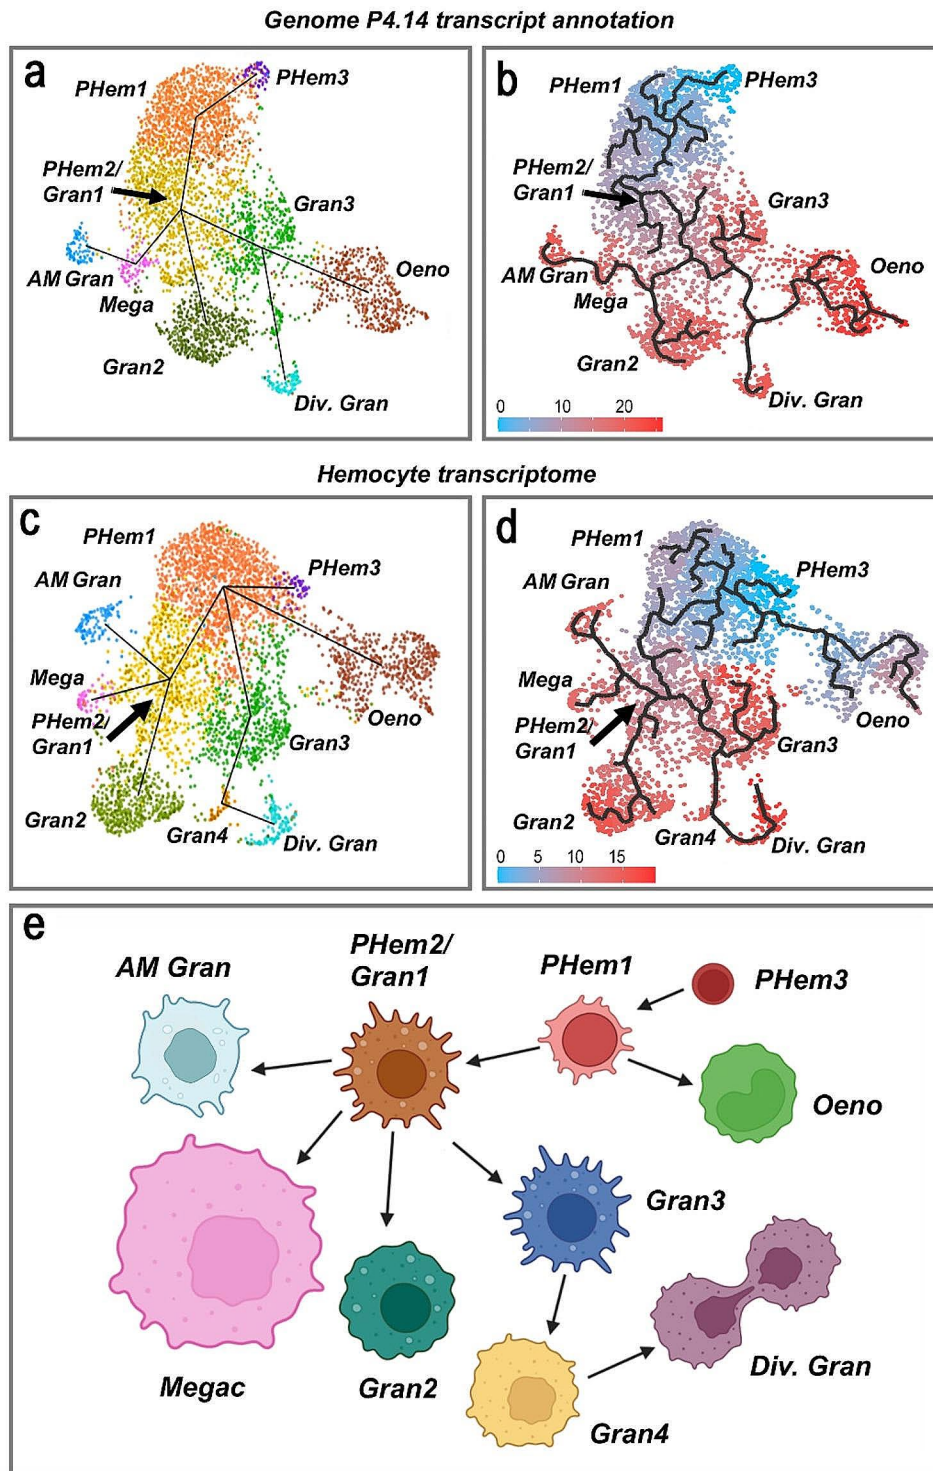 Genome P4.14 transcript annotation
a
PHem1
PHem3
PHem2/
Gran1
Gran3
AM Gran
Mega
Oeno
Gran2
Div. Gran
b
PHem1
PHem3
PHem2/
Gran1
Gran3
AM Gran
Mega
Oeno
Gran2
Div. Gran
0 10 20
Hemocyte transcriptome
c
PHem1
AM Gran
PHem3
Mega
PHem2/
Gran1
Oeno
Gran3
Gran2
Gran4
Div. Gran
d
PHem1
AM Gran
PHem3
Mega
PHem2/
Gran1
Oeno
Gran3
Gran2
Gran4
Div. Gran
0 5 10 15
e
AM Gran
PHem2/
Gran1
PHem1
PHem3
Oeno
Gran3
Megac
Gran2
Gran4
Div. Gran